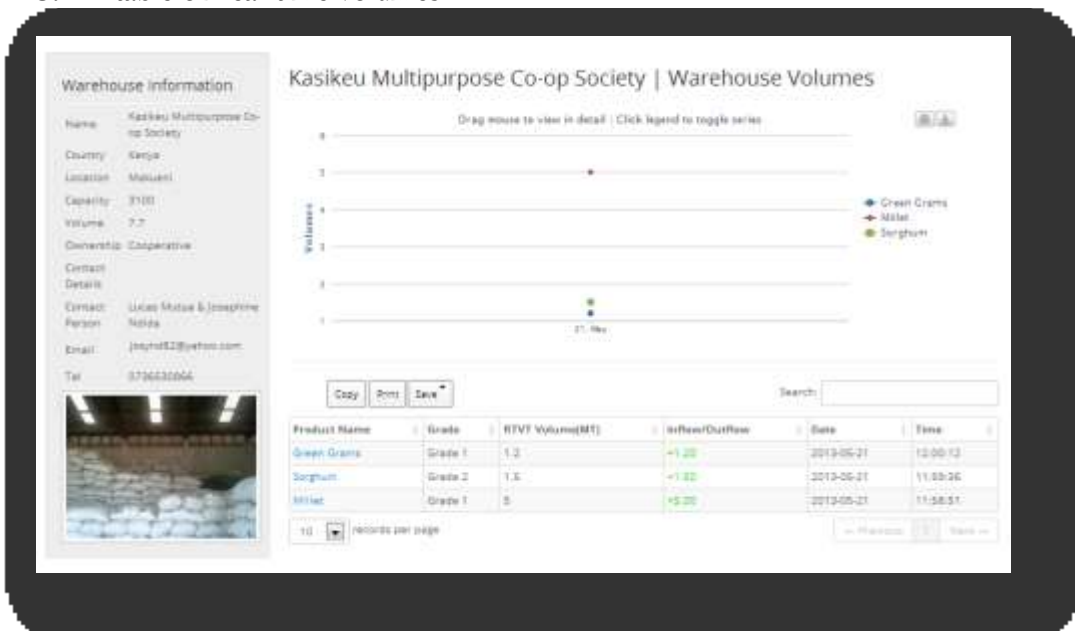 Warehouse Information
Name Kasikeu Multipurpose Co-
op Society
Country Kenya
Location Makueni
Capacity 3100
Volume 7.7
Ownership Cooperative
Contact
Details
Contact Lucas Mutua & Josephine
Person
Email
Tel
Kasikeu Multipurpose Co-op Society | Warehouse Volumes
Drag mouse to view in detail | Click legend to toggle series
Volumes
6
5
4
3
2
1
21. May
Green Grams
Millet
Sorghum
Copy Print Save
Search:
Product Name Grade RTVT Volume(MT) Inflow/Outflow Date Time
Green Grams Grade 1 1.2 +1.20 2013-05-21 12:00:12
Sorghum Grade 2 1.5 2013-05-21 11:59:36
Millet Grade 1 5 +5.00 2013-05-21 11:58:51
10 records per page
← Previous 1 Next →